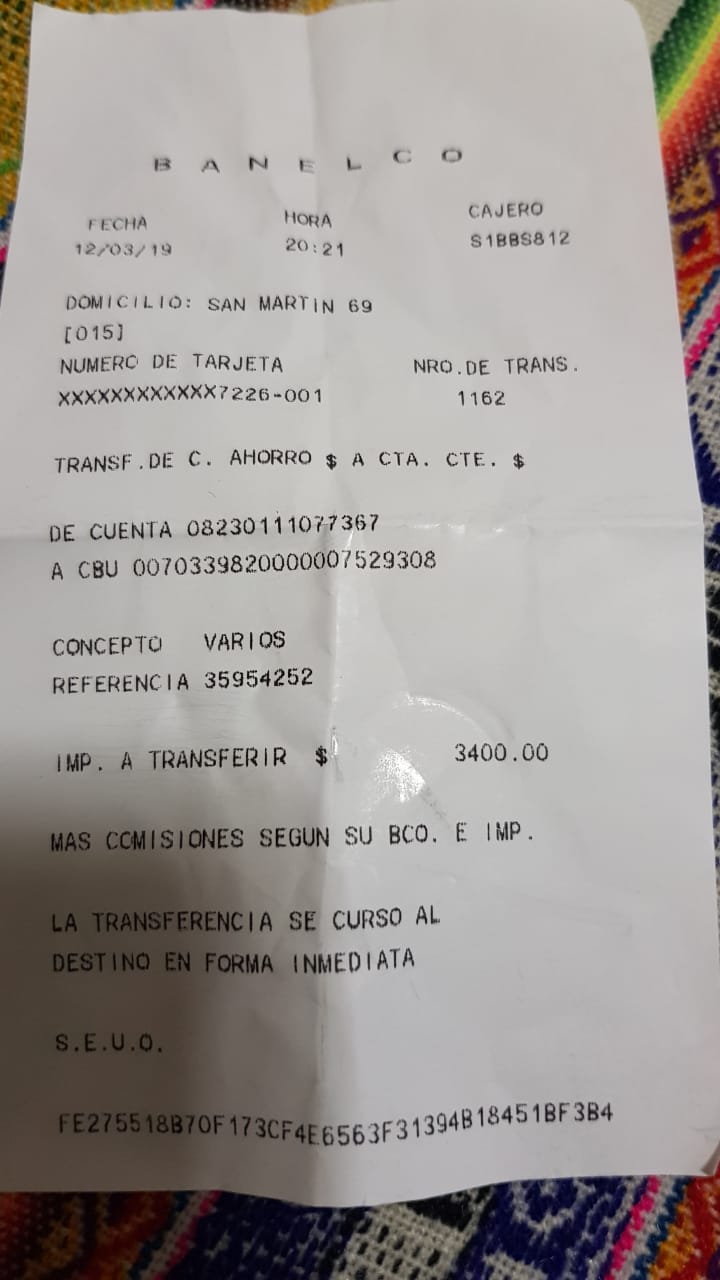 B A N E L C O
FECHA HORA CAJERO
12/03/19 20:21 S1BBS812
DOMICILIO: SAN MARTIN 69
[015]
NUMERO DE TARJETA NRO.DE TRANS.
XXXXXXXXXXXX7226-001 1162
TRANSF.DE C. AHORRO $ A CTA. CTE. $
DE CUENTA 08230111077367
A CBU 0070339820000007529308
CONCEPTO VARIOS
REFERENCIA 35954252
IMP. A TRANSFERIR $ 3400.00
MAS COMISIONES SEGUN SU BCO. E IMP.
LA TRANSFERENCIA SE CURSO AL
DESTINO EN FORMA INMEDIATA
S.E.U.O.
FE275518B70F173CF4E6563F31394B18451BF3B4